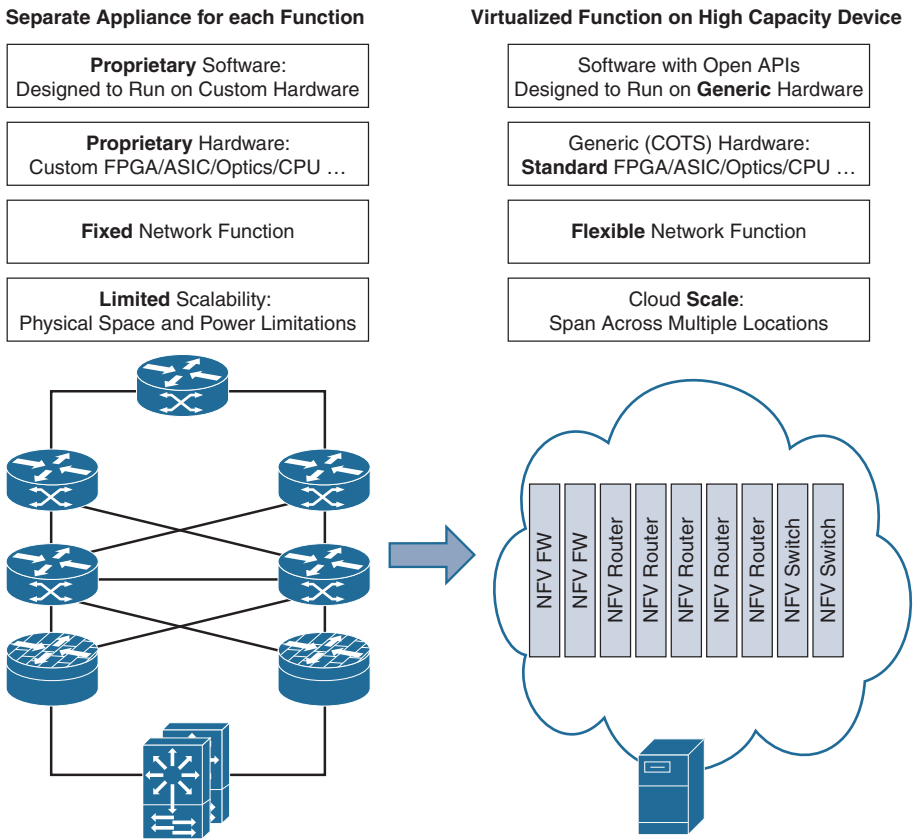 Separate Appliance for each Function
Proprietary Software:
Designed to Run on Custom Hardware
Proprietary Hardware:
Custom FPGA/ASIC/Optics/CPU …
Fixed Network Function
Limited Scalability:
Physical Space and Power Limitations
Virtualized Function on High Capacity Device
Software with Open APIs
Designed to Run on Generic Hardware
Generic (COTS) Hardware:
Standard FPGA/ASIC/Optics/CPU …
Flexible Network Function
Cloud Scale:
Span Across Multiple Locations
NFV FW
NFV FW
NFV Router
NFV Router
NFV Router
NFV Router
NFV Router
NFV Switch
NFV Switch